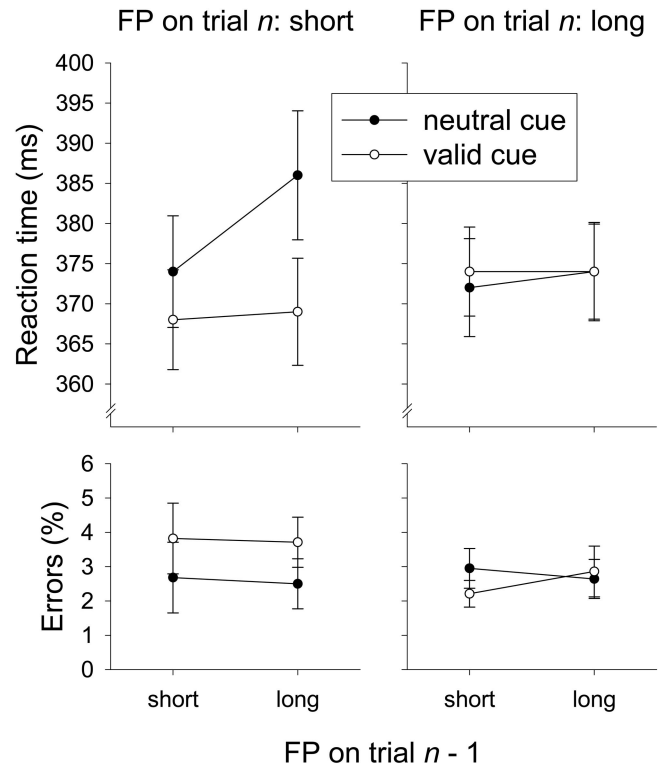 FP on trial n: short
FP on trial n: long
Reaction time (ms)
400
395
390
385
380
375
370
365
360
neutral cue
valid cue
Errors (%)
6
5
4
3
2
1
0
short
long
short
long
FP on trial n - 1